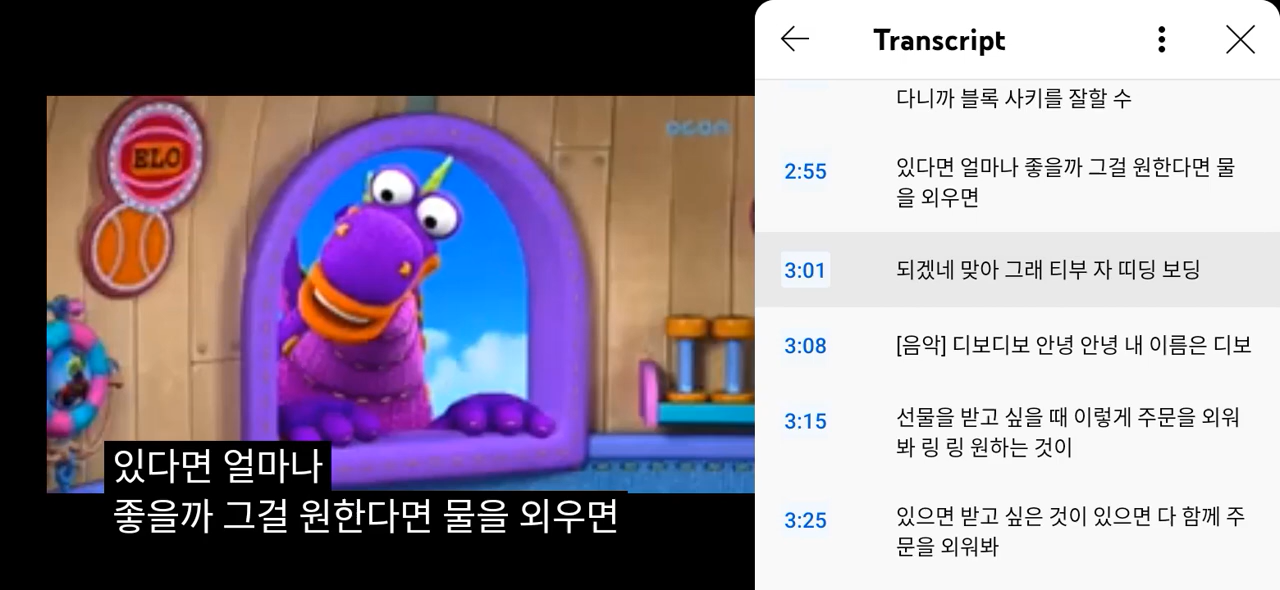 ELO
ocon
있다면 얼마나
좋을까 그걸 원한다면 물을 외우면
Transcript
다니까 블록 사키를 잘할 수
2:55
있다면 얼마나 좋을까 그걸 원한다면 물
을 외우면
3:01
되겠네 맞아 그래 티부 자 띠딩 보딩
3:08
[음악] 디보디보 안녕 안녕 내 이름은 디보
3:15
선물을 받고 싶을 때 이렇게 주문을 외워
봐 링 링 원하는 것이
3:25
있으면 받고 싶은 것이 있으면 다 함께 주
문을 외워봐